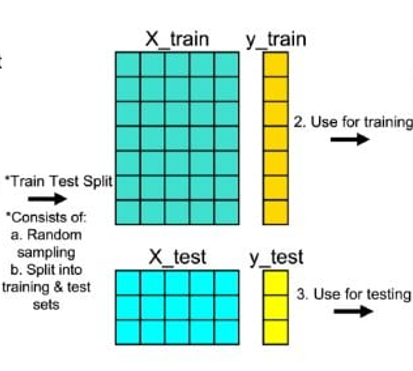 X_train
y_train
2. Use for training
*Train Test Split
*Consists of:
a. Random
sampling
b. Split into
training & test
sets
X_test
y_test
3. Use for testing